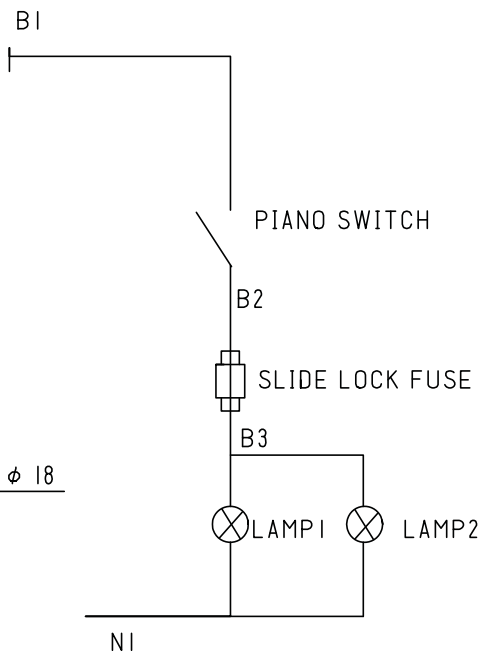 B1
PIANO SWITCH
B2
SLIDE LOCK FUSE
B3
ϕ 18
LAMP1
LAMP2
N1